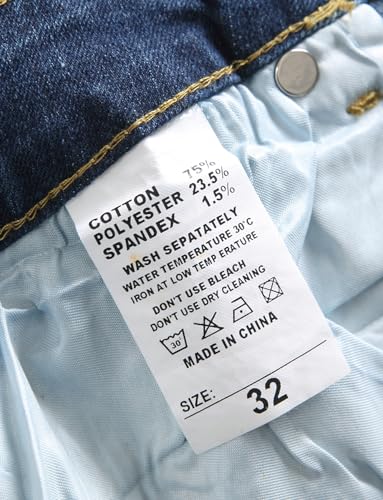 COTTON 75%
POLYESTER 23.5%
SPANDEX 1.5%
WASH SEPATATELY
WATER TEMPERATURE 30°C
IRON AT LOW TEMP ERATURE
DON'T USE BLEACH
DON'T USE DRY CLEANING
30°
MADE IN CHINA
SIZE: 32